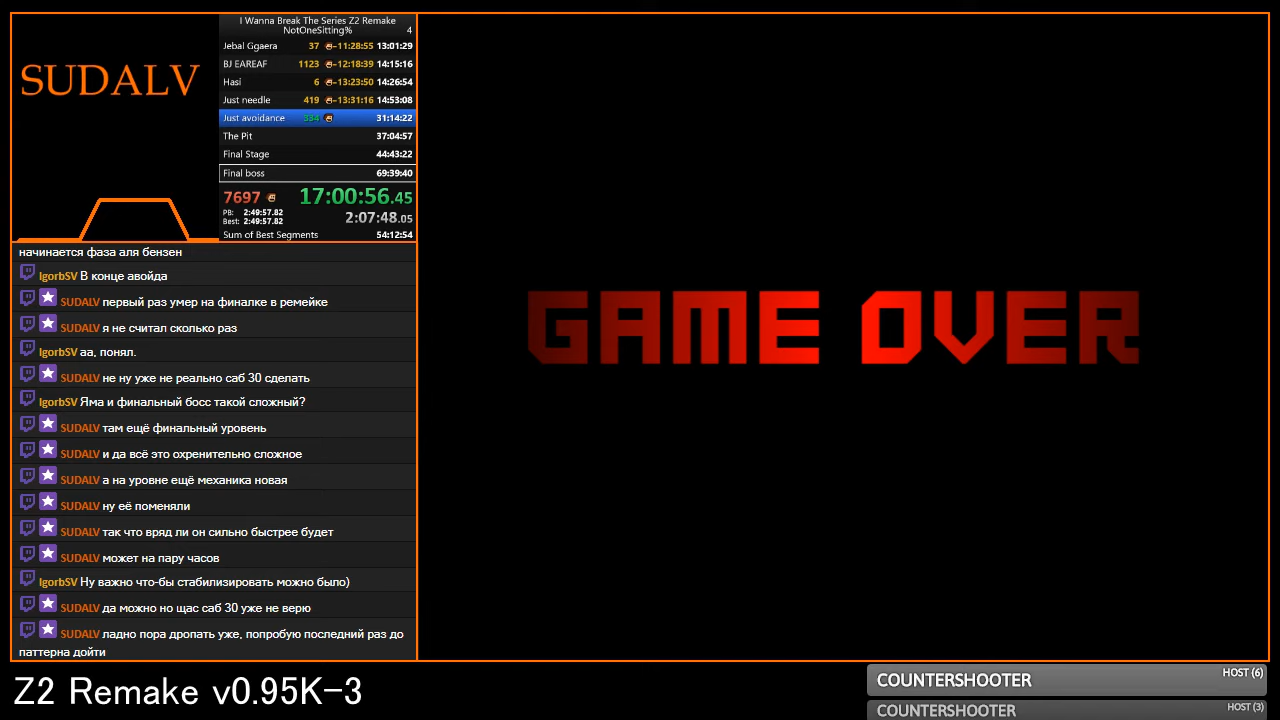 SUDALV
I Wanna Break The Series Z2 Remake
NotOneSitting% 4
Jebal Ggaera 37 -11:28:55 13:01:29
BJ EAREAF 1123 -12:18:39 14:15:16
Hasi 6 -13:23:50 14:26:54
Just needle 419 -13:31:16 14:53:08
Just avoidance 334 31:14:22
The Pit 37:04:57
Final Stage 44:43:22
Final boss 69:39:40
7697 17:00:56.45
PB: 2:49:57.82
Best: 2:49:57.82
2:07:48.05
Sum of Best Segments 54:12:54
начинается фаза аля бензен
IgorbSV В конце авойда
SUDALV первый раз умер на финалке в ремейке
SUDALV я не считал сколько раз
IgorbSV аа, понял.
SUDALV не ну уже не реально саб 30 сделать
IgorbSV Яма и финальный босс такой сложный?
SUDALV там ещё финальный уровень
SUDALV и да всё это охренительно сложное
SUDALV а на уровне ещё механика новая
SUDALV ну её поменяли
SUDALV так что вряд ли он сильно быстрее будет
SUDALV может на пару часов
IgorbSV Ну важно что-бы стабилизировать можно было)
SUDALV да можно но щас саб 30 уже не верю
SUDALV ладно пора дропать уже, попробую последний раз до
паттерна дойти
GAME OVER
Z2 Remake v0.95K-3
COUNTERSHOOTER HOST (6)
COUNTERSHOOTER HOST (3)